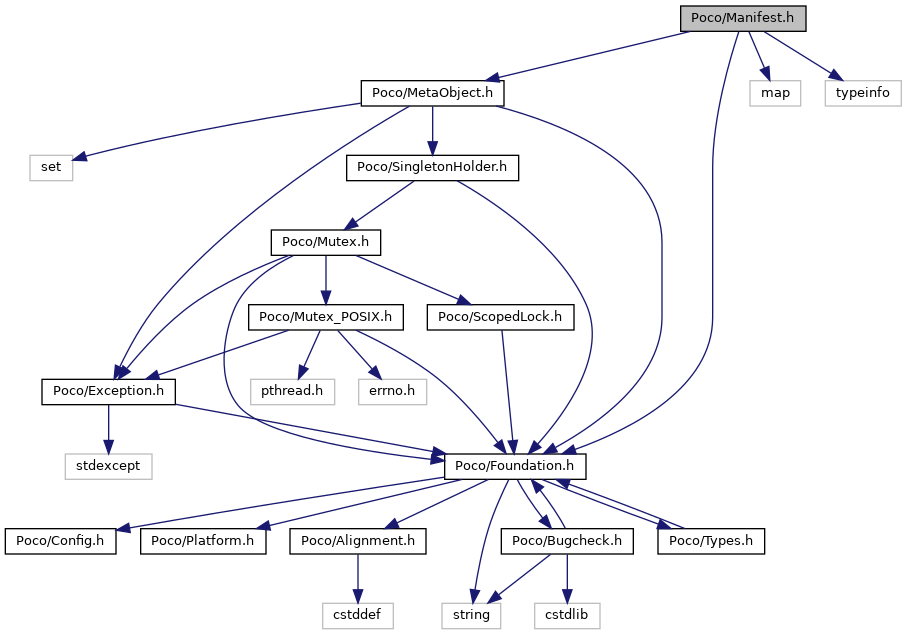 Poco/Manifest.h
Poco/MetaObject.h
map
typeinfo
set
Poco/SingletonHolder.h
Poco/Mutex.h
Poco/Mutex_POSIX.h
Poco/ScopedLock.h
Poco/Exception.h
pthread.h
errno.h
stdexcept
Poco/Foundation.h
Poco/Config.h
Poco/Platform.h
Poco/Alignment.h
Poco/Bugcheck.h
Poco/Types.h
cstddef
string
cstdlib